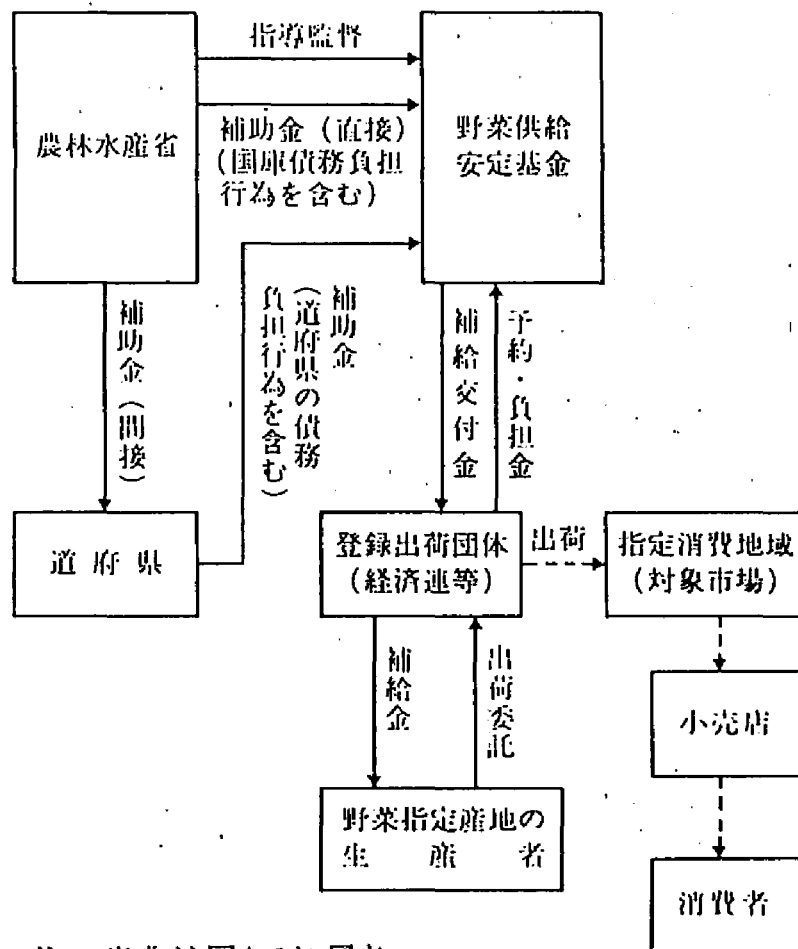 農林水産省
指導監督
補助金（直接）
（国庫債務負担
行為を含む）
野菜供給
安定基金
補助金（間接）
補助金
（道府県の債務
負担行為を含む）
補給交付金
予約・負担金
道府県
登録出荷団体
（経済連等）
出荷
指定消費地域
（対象市場）
補給金
出荷委託
小売店
野菜指定産地の
生産者
消費者